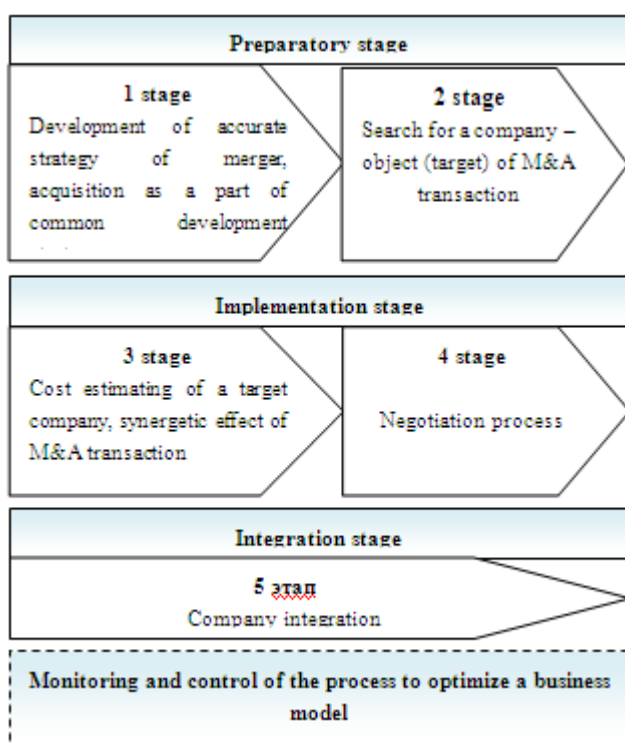 Preparatory stage
1 stage
Development of accurate
strategy of merger,
acquisition as a part of
common development
2 stage
Search for a company –
object (target) of M&A
transaction
Implementation stage
3 stage
Cost estimating of a target
company, synergetic effect of
M&A transaction
4 stage
Negotiation process
Integration stage
5 этап
Company integration
Monitoring and control of the process to optimize a business
model